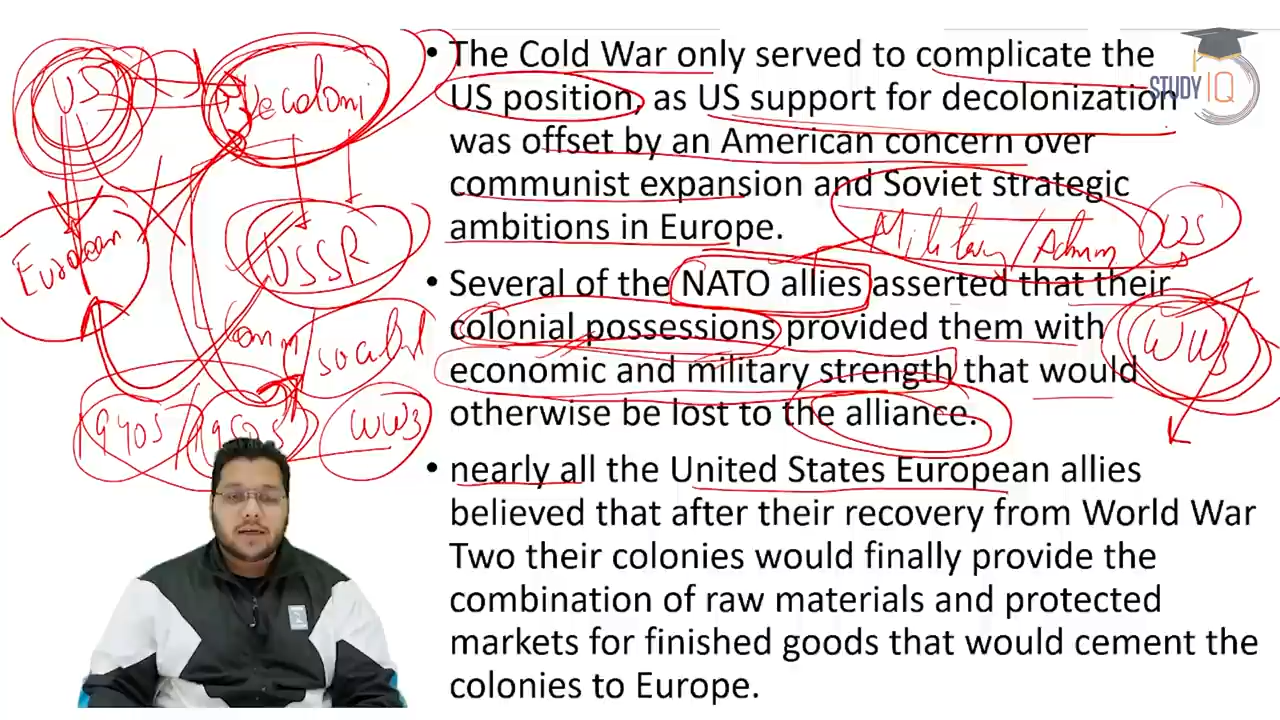 • The Cold War only served to complicate the
US position, as US support for decolonization
was offset by an American concern over
communist expansion and Soviet strategic
ambitions in Europe.
• Several of the NATO allies asserted that their
colonial possessions provided them with
economic and military strength that would
otherwise be lost to the alliance.
• nearly all the United States European allies
believed that after their recovery from World War
Two their colonies would finally provide the
combination of raw materials and protected
markets for finished goods that would cement the
colonies to Europe.
STUDY IQ
US
Decoloni
European
USSR
Comm/socialist
1940s 1950s WW3
Military/Admin US
WW3